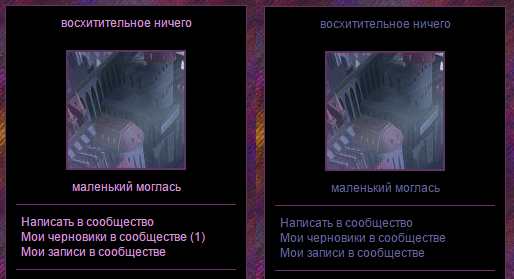 восхитительное ничего
маленький моглась
Написать в сообщество
Мои черновики в сообществе (1)
Мои записи в сообществе
восхитительное ничего
маленький моглась
Написать в сообщество
Мои черновики в сообществе
Мои записи в сообществе